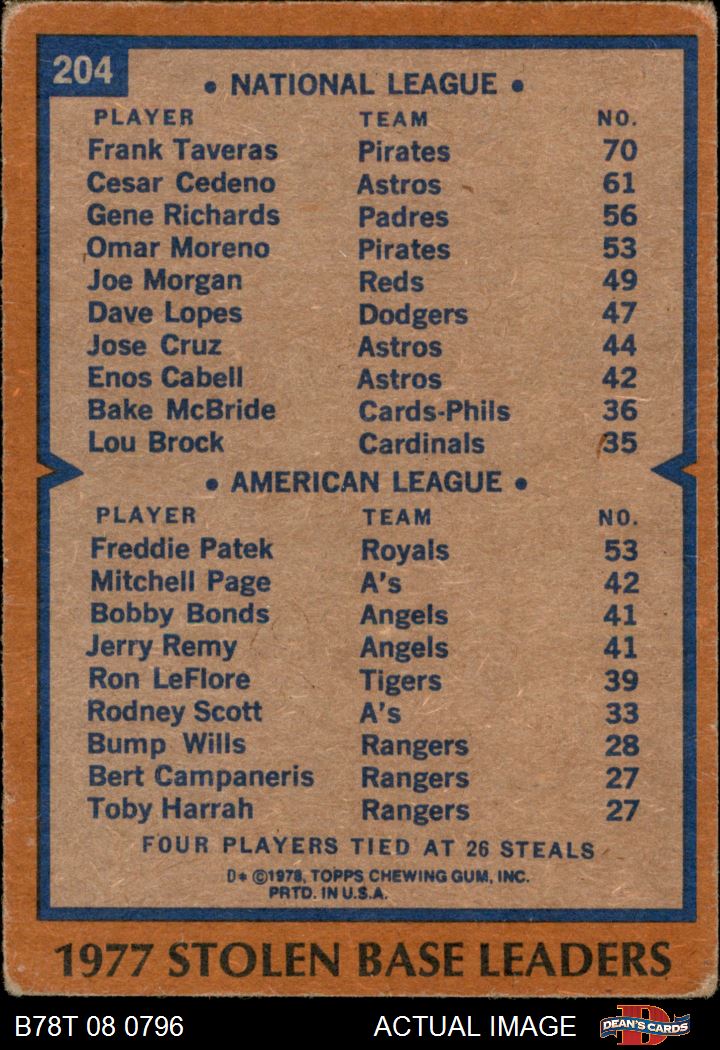 204
• NATIONAL LEAGUE •
PLAYER TEAM NO.
Frank Taveras Pirates 70
Cesar Cedeno Astros 61
Gene Richards Padres 56
Omar Moreno Pirates 53
Joe Morgan Reds 49
Dave Lopes Dodgers 47
Jose Cruz Astros 44
Enos Cabell Astros 42
Bake McBride Cards-Phils 36
Lou Brock Cardinals 35
• AMERICAN LEAGUE •
PLAYER TEAM NO.
Freddie Patek Royals 53
Mitchell Page A's 42
Bobby Bonds Angels 41
Jerry Remy Angels 41
Ron LeFlore Tigers 39
Rodney Scott A's 33
Bump Wills Rangers 28
Bert Campaneris Rangers 27
Toby Harrah Rangers 27
FOUR PLAYERS TIED AT 26 STEALS
D* ©1978, TOPPS CHEWING GUM, INC.
PRTD. IN U.S.A.
1977 STOLEN BASE LEADERS
B78T 08 0796 ACTUAL IMAGE D DEAN'S CARDS